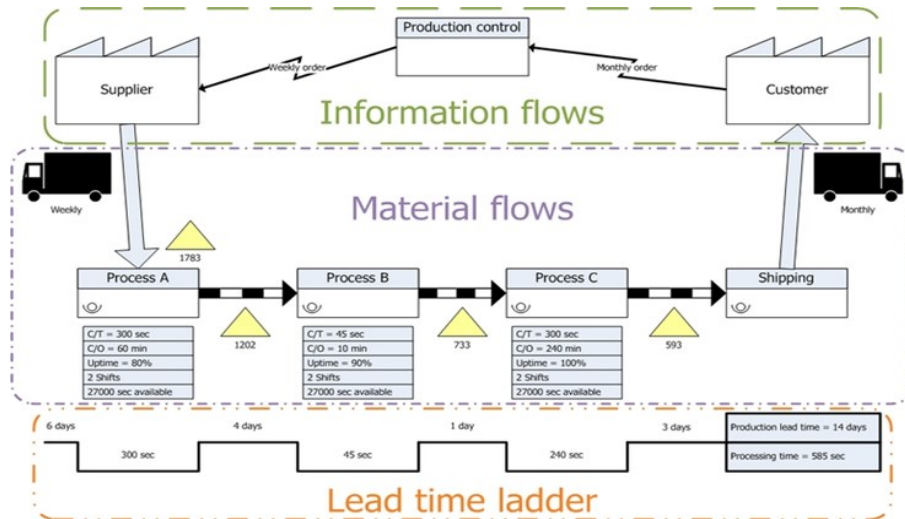 Production control
Supplier
Weekly order
Monthly order
Customer
Information flows
Weekly
Material flows
Monthly
1783
Process A
Process B
Process C
Shipping
1202
733
593
C/T = 300 sec
C/O = 60 min
Uptime = 80%
2 Shifts
27000 sec available
C/T = 45 sec
C/O = 10 min
Uptime = 90%
2 Shifts
27000 sec available
C/T = 300 sec
C/O = 240 min
Uptime = 100%
2 Shifts
27000 sec available
6 days
4 days
1 day
3 days
Production lead time = 14 days
300 sec
45 sec
240 sec
Processing time = 585 sec
Lead time ladder